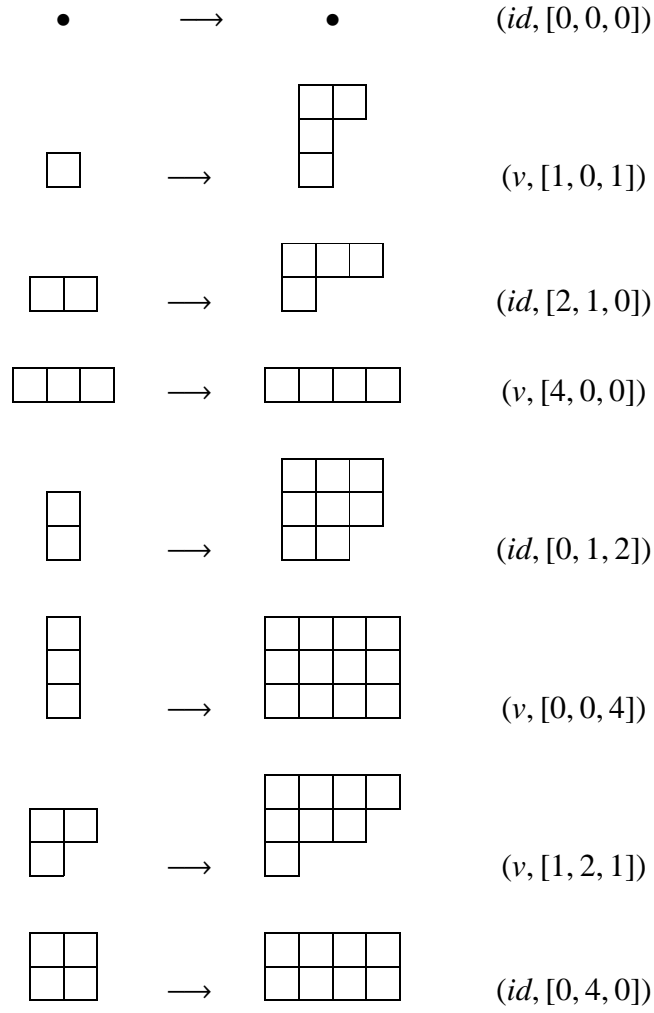 • ⟶ • (id, [0, 0, 0])
⟶ (v, [1, 0, 1])
⟶ (id, [2, 1, 0])
⟶ (v, [4, 0, 0])
⟶ (id, [0, 1, 2])
⟶ (v, [0, 0, 4])
⟶ (v, [1, 2, 1])
⟶ (id, [0, 4, 0])